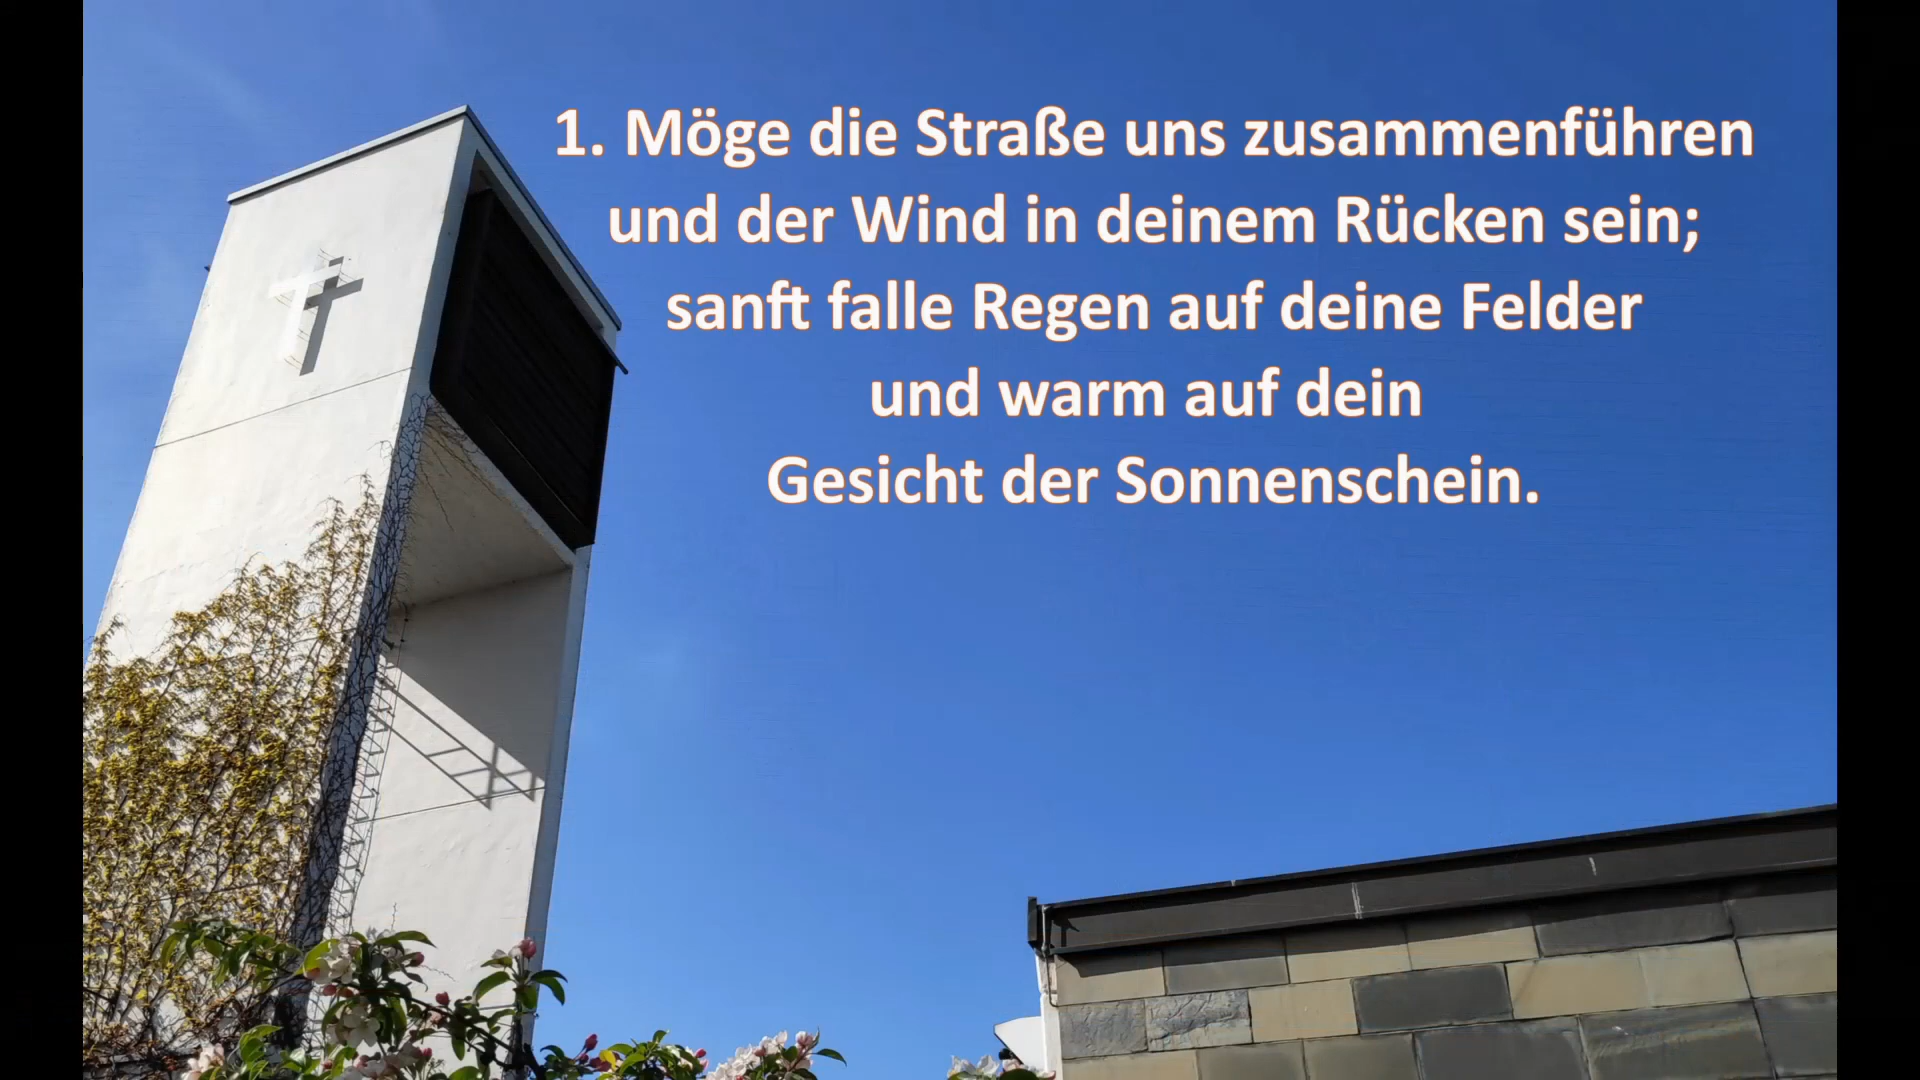 1. Möge die Straße uns zusammenführen
und der Wind in deinem Rücken sein;
sanft falle Regen auf deine Felder
und warm auf dein
Gesicht der Sonnenschein.